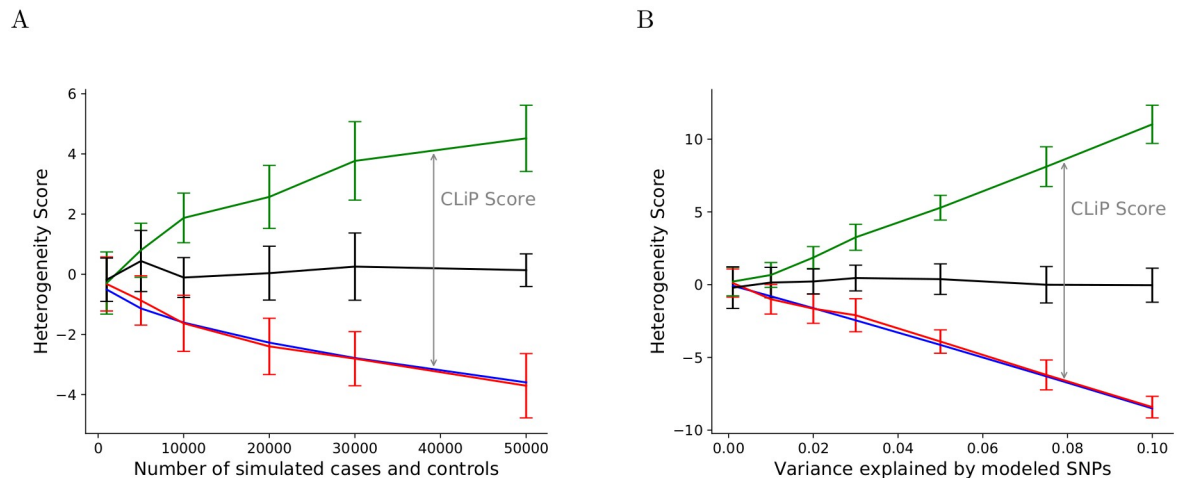 A
6
4
2
0
−2
−4
Heterogeneity Score
CLiP Score
0
10000
20000
30000
40000
50000
Number of simulated cases and controls
B
10
5
0
−5
−10
Heterogeneity Score
CLiP Score
0.00
0.02
0.04
0.06
0.08
0.10
Variance explained by modeled SNPs